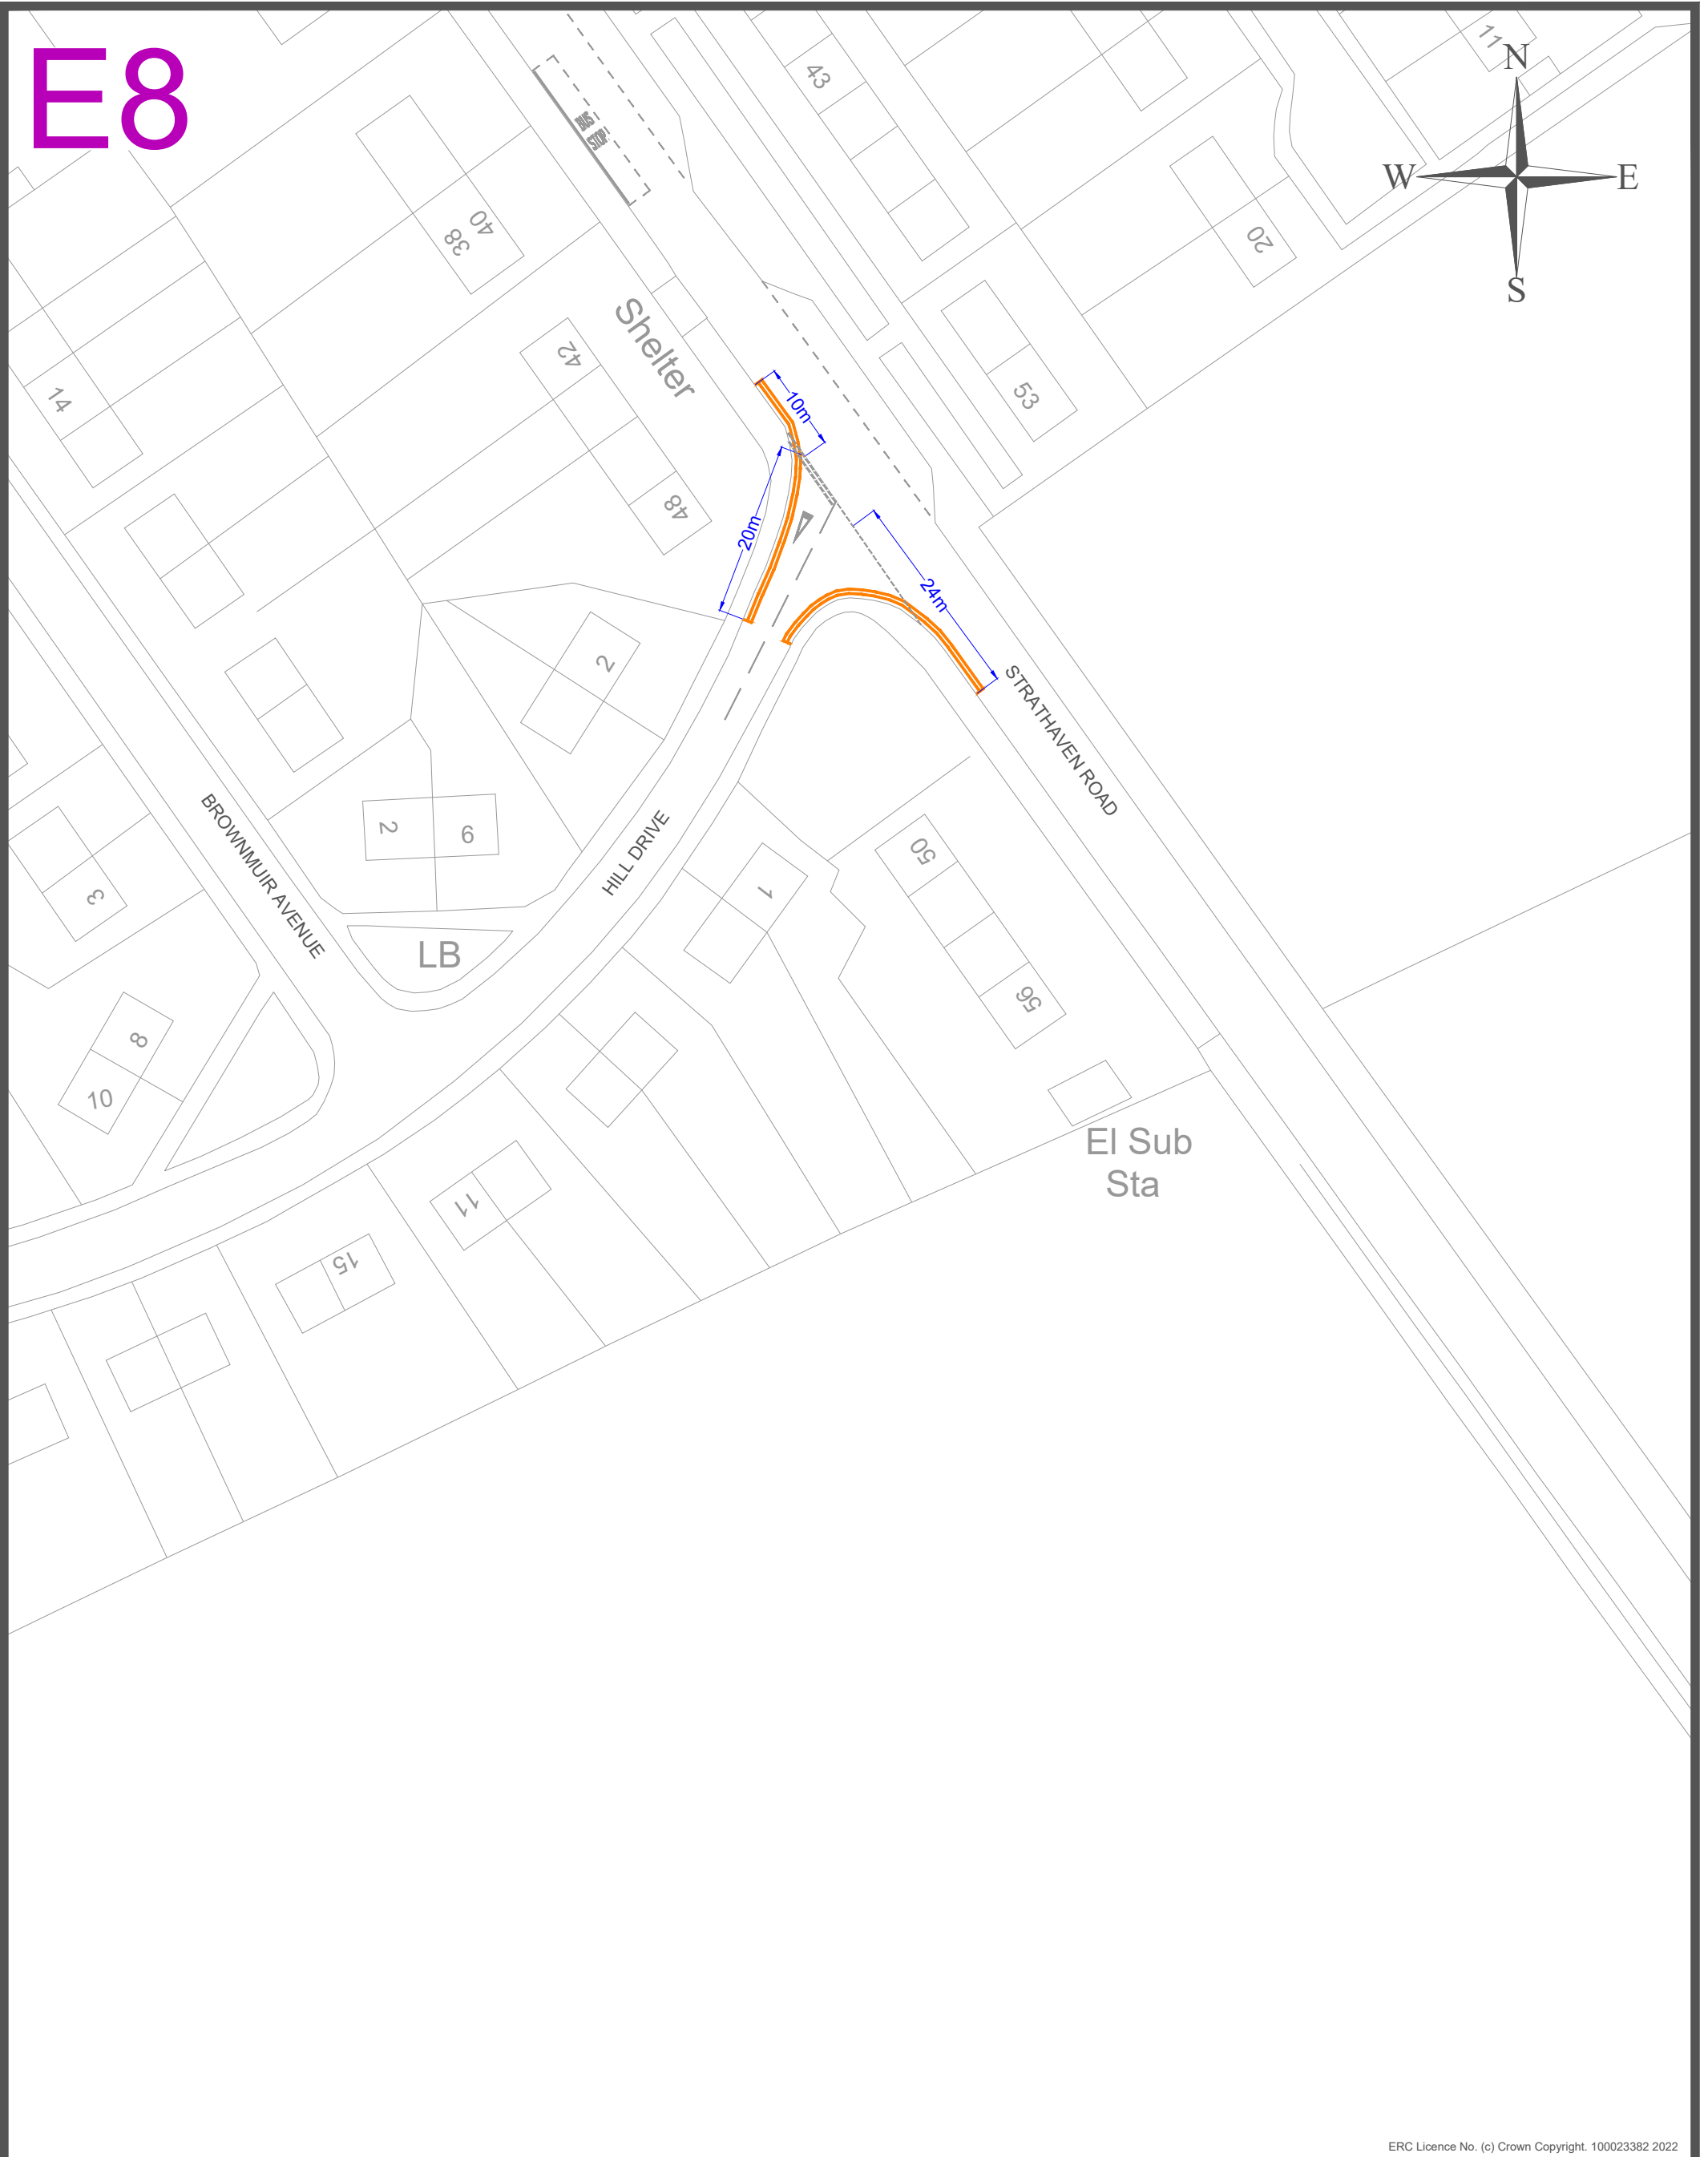 E8
11
N
43
W
E
40
38
20
S
Shelter
42
14
53
10m
48
20m
24m
2
STRATHAVEN ROAD
BROWNMUIR AVENUE
2
6
HILL DRIVE
50
3
1
LB
56
8
10
El Sub
Sta
11
15
ERC Licence No. (c) Crown Copyright. 100023382 2022